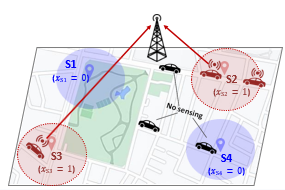 S1
(x_S1 = 0)
S2
(x_S2 = 1)
No sensing
S3
(x_S3 = 1)
S4
(x_S4 = 0)